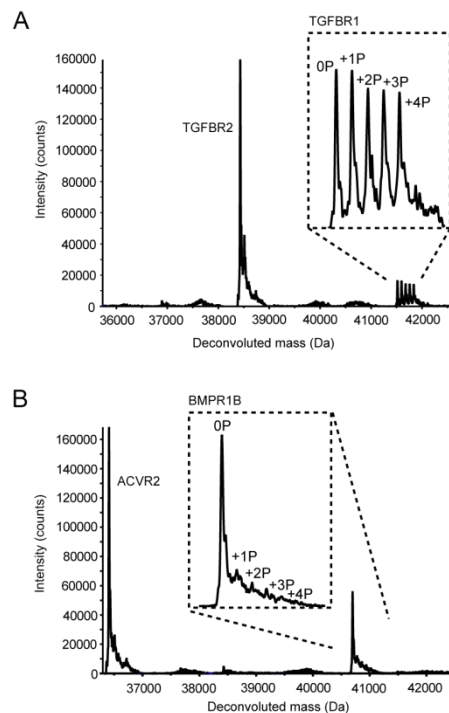 A
TGFBR1
0P +1P +2P +3P +4P
TGFBR2
Intensity (counts)
160000
140000
120000
100000
80000
60000
40000
20000
0
36000 37000 38000 39000 40000 41000 42000
Deconvoluted mass (Da)
B
BMPR1B
0P
+1P
+2P
+3P
+4P
ACVR2
Intensity (counts)
160000
140000
120000
100000
80000
60000
40000
20000
0
37000 38000 39000 40000 41000 42000
Deconvoluted mass (Da)